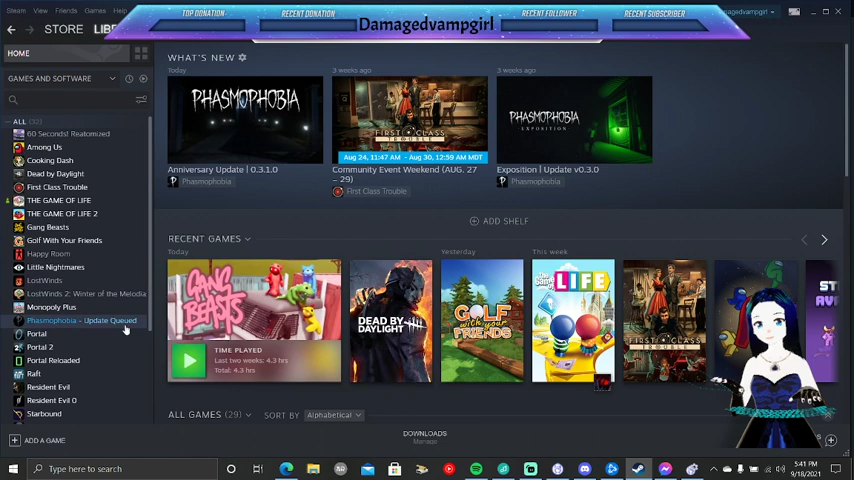 Steam View Friends Games
TOP DONATION
RECENT DONATION
Damagedvampgirl
RECENT FOLLOWER
RECENT SUBSCRIBER
STORE
HOME
GAMES AND SOFTWARE
ALL (32)
60 Seconds! Reatomized
Among Us
Cooking Dash
Dead by Daylight
First Class Trouble
THE GAME OF LIFE
THE GAME OF LIFE 2
Gang Beasts
Golf With Your Friends
Happy Room
Little Nightmares
LostWinds
LostWinds 2: Winter of the Melodia
Monopoly Plus
Phasmophobia - Update Queued
Portal
Portal 2
Portal Reloaded
Raft
Resident Evil
Resident Evil 0
Starbound
ADD A GAME
WHAT'S NEW
Today
3 weeks ago
3 weeks ago
PHASMOPHOBIA
FIRST CLASS
TROUBLE
PHASMOPHOBIA
EXPOSITION
Aug 24, 11:47 AM - Aug 30, 12:59 AM MDT
Anniversary Update | 0.3.1.0
Phasmophobia
Community Event Weekend (AUG. 27
- 29)
First Class Trouble
Exposition | Update v0.3.0
Phasmophobia
ADD SHELF
RECENT GAMES
Today
Yesterday
This week
GANG
BEASTS
DEAD BY
DAYLIGHT
GOLF
with your
FRIENDS
THE GAME OF
LIFE
FIRST CLASS
TROUBLE
TIME PLAYED
Last two weeks: 4.3 hrs
Total: 4.3 hrs
ALL GAMES (29)
SORT BY
Alphabetical
DOWNLOADS
Manage
Type here to search
5:41 PM
9/18/2021